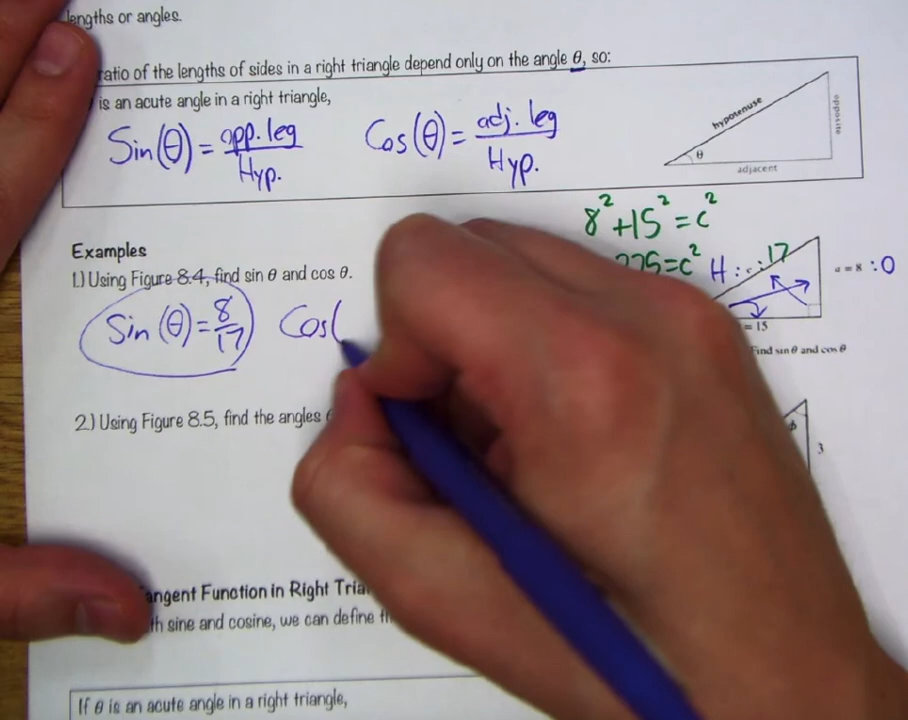 lengths or angles.
ratio of the lengths of sides in a right triangle depend only on the angle θ, so:
is an acute angle in a right triangle,
Sin(θ) = opp. leg / Hyp.
Cos(θ) = adj. leg / Hyp.
hypotenuse
opposite
θ
adjacent
8² + 15² = c²
225 = c²
Examples
1.) Using Figure 8.4, find sin θ and cos θ.
H : c : 17
a = 8 : O
Sin(θ) = 8/17
Cos(
= 15
Find sin θ and cos θ
2.) Using Figure 8.5, find the angles
3
angent Function in Right Tria
th sine and cosine, we can define th
If θ is an acute angle in a right triangle,